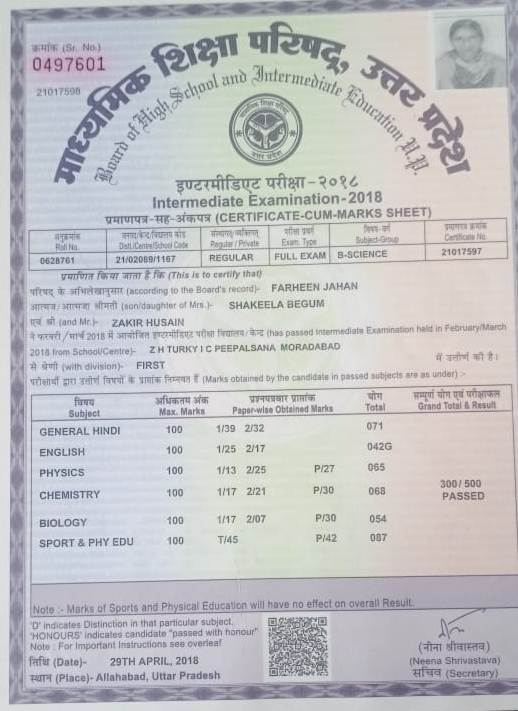 क्रमांक (Sr. No.)
0497601
21017598
माध्यमिक शिक्षा परिषद्, उत्तर प्रदेश
Board of High School and Intermediate Education U.P.
इण्टरमीडिएट परीक्षा-२०१८
Intermediate Examination-2018
प्रमाणपत्र-सह-अंकपत्र (CERTIFICATE-CUM-MARKS SHEET)
अनुक्रमांक जनपद/केन्द्र/विद्यालय कोड संस्थागत/व्यक्तिगत परीक्षा प्रकार विषय-वर्ग प्रमाणपत्र क्रमांक
Roll No. Distt./Centre/School Code Regular / Private Exam. Type Subject-Group Certificate No.
0628761 21/02089/1167 REGULAR FULL EXAM B-SCIENCE 21017597
प्रमाणित किया जाता है कि (This is to certify that)
परिषद के अभिलेखानुसार (according to the Board's record)- FARHEEN JAHAN
आत्मज/आत्मजा श्रीमती (son/daughter of Mrs.)- SHAKEELA BEGUM
एवं श्री (and Mr.)- ZAKIR HUSAIN
ने फरवरी/मार्च 2018 में आयोजित इण्टरमीडिएट परीक्षा विद्यालय/केन्द्र (has passed Intermediate Examination held in February/March
2018 from School/Centre)- Z H TURKY I C PEEPALSANA MORADABAD
में उत्तीर्ण की है।
से श्रेणी (with division)- FIRST
परीक्षार्थी द्वारा उत्तीर्ण विषयों के प्राप्तांक निम्नवत हैं (Marks obtained by the candidate in passed subjects are as under) :-
विषय अधिकतम अंक प्रश्नपत्रवार प्राप्तांक योग सम्पूर्ण योग एवं परीक्षाफल
Subject Max. Marks Paper-wise Obtained Marks Total Grand Total & Result
GENERAL HINDI 100 1/39 2/32 071
ENGLISH 100 1/25 2/17 042G
PHYSICS 100 1/13 2/25 P/27 065
CHEMISTRY 100 1/17 2/21 P/30 068
300/500
PASSED
BIOLOGY 100 1/17 2/07 P/30 054
SPORT & PHY EDU 100 T/45 P/42 087
Note :- Marks of Sports and Physical Education will have no effect on overall Result.
'D' indicates Distinction in that particular subject.
'HONOURS' indicates candidate "passed with honour"
Note : For Important Instructions see overleaf
तिथि (Date)- 29TH APRIL, 2018
स्थान (Place)- Allahabad, Uttar Pradesh
(नीना श्रीवास्तव)
(Neena Shrivastava)
सचिव (Secretary)